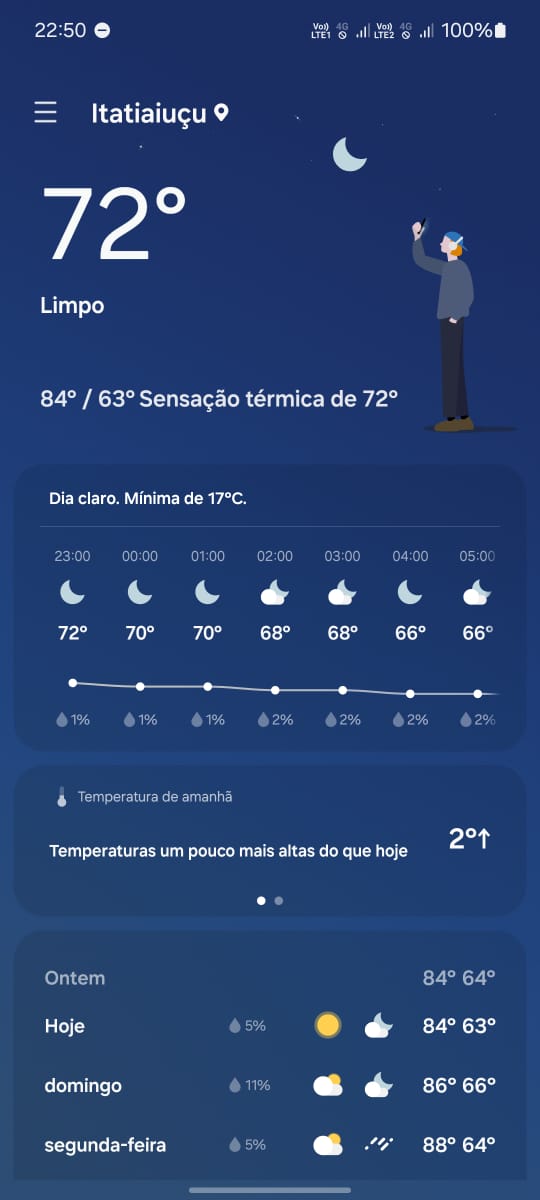 22:50 Vo)) LTE1 4G Vo)) LTE2 4G 100%
Itatiaiuçu
72°
Limpo
84° / 63° Sensação térmica de 72°
Dia claro. Mínima de 17°C.
23:00 00:00 01:00 02:00 03:00 04:00 05:00
72° 70° 70° 68° 68° 66° 66°
1% 1% 1% 2% 2% 2% 2%
Temperatura de amanhã
Temperaturas um pouco mais altas do que hoje 2°↑
Ontem 84° 64°
Hoje 5% 84° 63°
domingo 11% 86° 66°
segunda-feira 5% 88° 64°